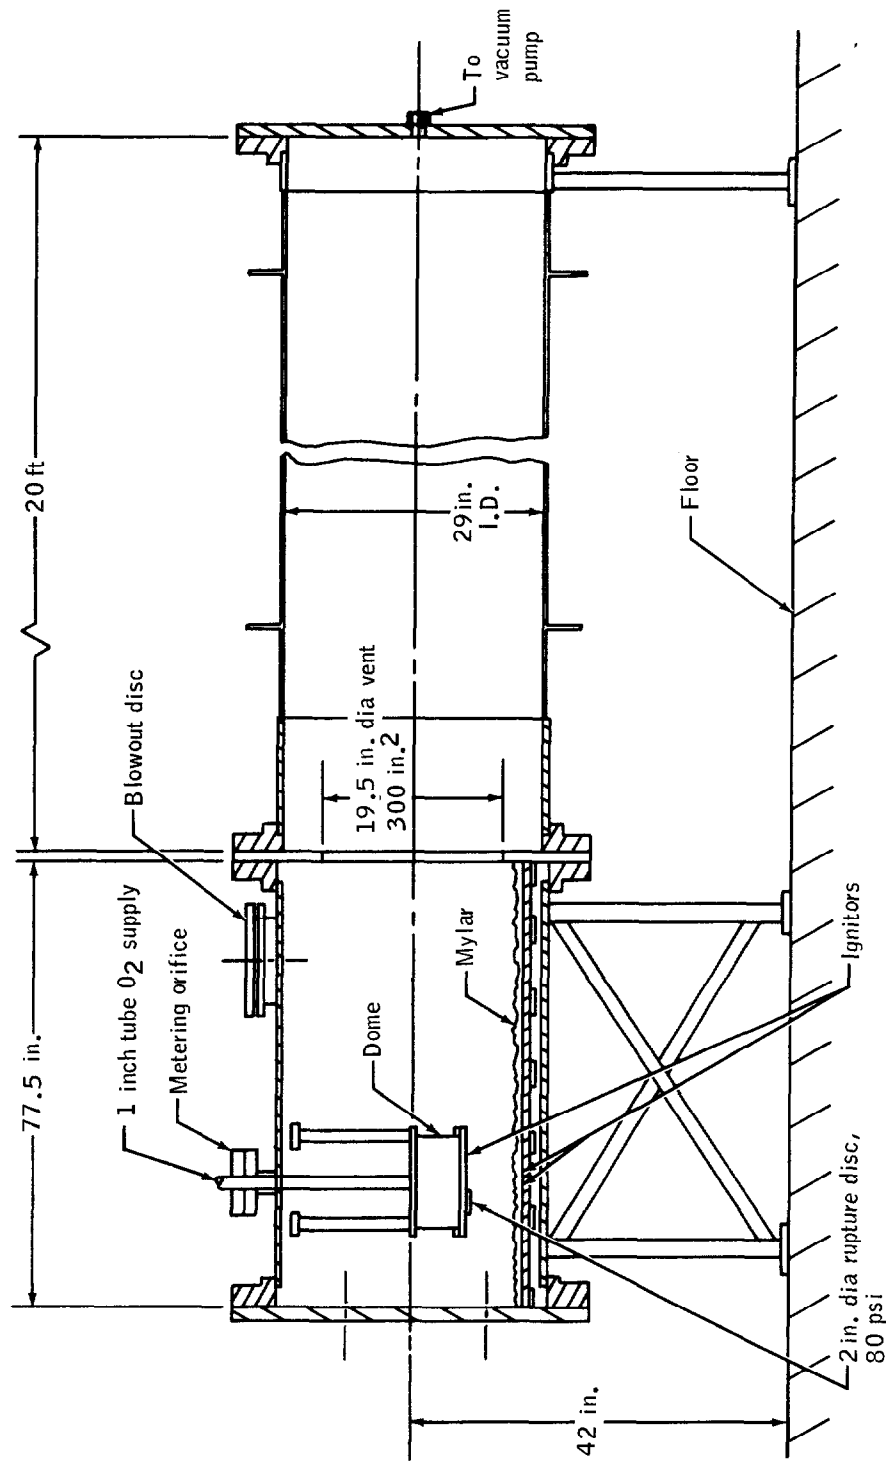 77.5 in.
20 ft
1 inch tube O2 supply
Metering orifice
Blowout disc
To
vacuum
pump
Dome
Mylar
19.5 in. dia vent
300 in.2
29 in.
I.D.
Floor
42 in.
2 in. dia rupture disc,
80 psi
Ignitors